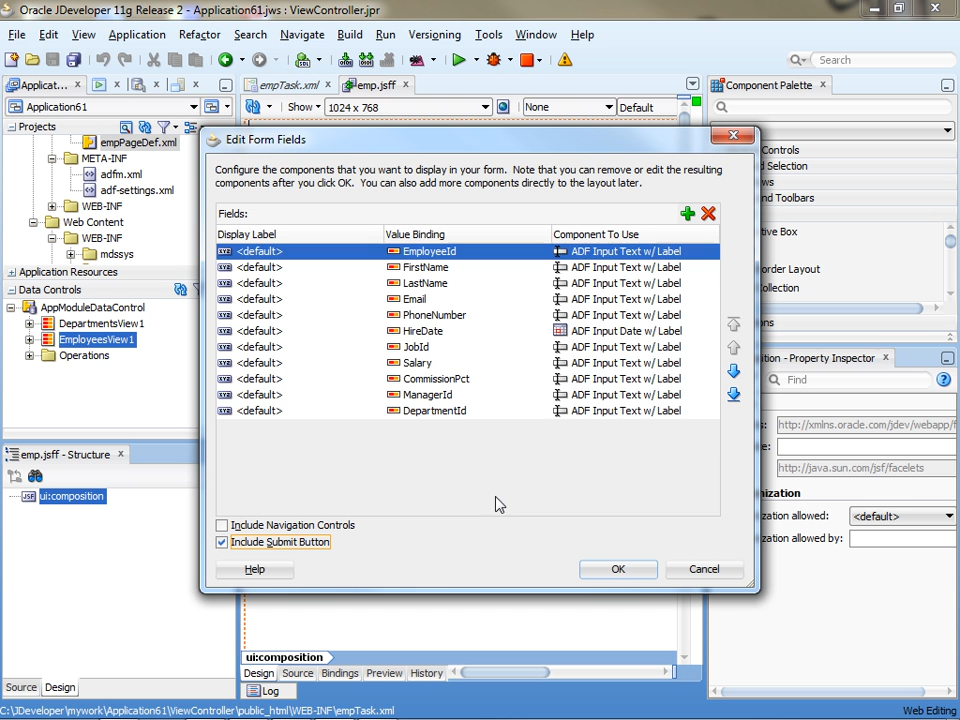 Oracle JDeveloper 11g Release 2 - Application61.jws : ViewController.jpr
File Edit View Application Refactor Search Navigate Build Run Versioning Tools Window Help
Search
Applicat...
empTask.xml
emp.jsff
Component Palette
Application61
Show
1024 x 768
None
Default
Projects
empPageDef.xml
META-INF
adfm.xml
adf-settings.xml
WEB-INF
Web Content
WEB-INF
mdssys
Application Resources
Data Controls
AppModuleDataControl
DepartmentsView1
EmployeesView1
Operations
emp.jsff - Structure
ui:composition
Source Design
Edit Form Fields
Configure the components that you want to display in your form. Note that you can remove or edit the resulting
components after you click OK. You can also add more components directly to the layout later.
Fields:
Display Label Value Binding Component To Use
<default> EmployeeId ADF Input Text w/ Label
<default> FirstName ADF Input Text w/ Label
<default> LastName ADF Input Text w/ Label
<default> Email ADF Input Text w/ Label
<default> PhoneNumber ADF Input Text w/ Label
<default> HireDate ADF Input Date w/ Label
<default> JobId ADF Input Text w/ Label
<default> Salary ADF Input Text w/ Label
<default> CommissionPct ADF Input Text w/ Label
<default> ManagerId ADF Input Text w/ Label
<default> DepartmentId ADF Input Text w/ Label
Include Navigation Controls
Include Submit Button
Help
OK
Cancel
ui:composition
Design Source Bindings Preview History
Log
Controls
d Selection
ws
nd Toolbars
ive Box
order Layout
ollection
ons
ition - Property Inspector
Find
s:
http://xmlns.oracle.com/jdev/webapp/f
e:
http://java.sun.com/jsf/facelets
nization
zation allowed:
<default>
zation allowed by:
C:\JDeveloper\mywork\Application61\ViewController\public_html\WEB-INF\empTask.xml
Web Editing